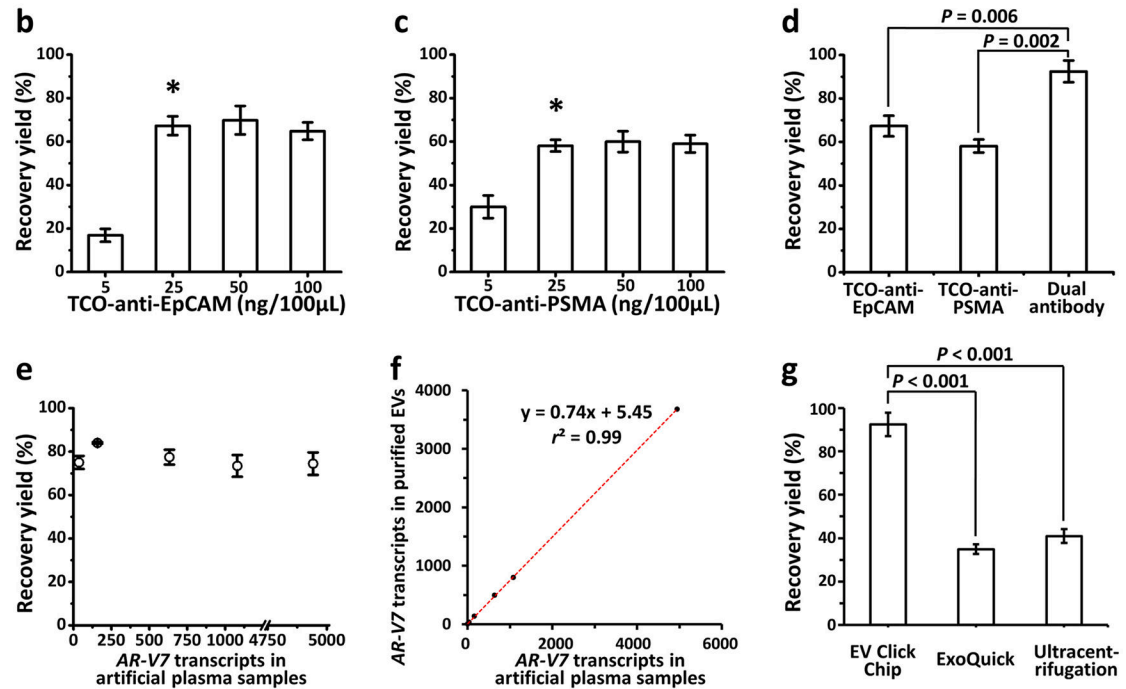 b
Recovery yield (%)
100
80
60
40
20
0
*
5 25 50 100
TCO-anti-EpCAM (ng/100μL)
c
Recovery yield (%)
100
80
60
40
20
0
*
5 25 50 100
TCO-anti-PSMA (ng/100μL)
d
P = 0.006
P = 0.002
Recovery yield (%)
100
80
60
40
20
0
TCO-anti-
EpCAM
TCO-anti-
PSMA
Dual
antibody
e
Recovery yield (%)
100
80
60
40
20
0
0 250 500 750 1000 4750 5000
AR-V7 transcripts in
artificial plasma samples
f
AR-V7 transcripts in purified EVs
4000
3000
2000
1000
0
y = 0.74x + 5.45
r² = 0.99
0 2000 4000 6000
AR-V7 transcripts in
artificial plasma samples
g
P < 0.001
P < 0.001
Recovery yield (%)
100
80
60
40
20
0
EV Click
Chip
ExoQuick
Ultracent-
rifugation